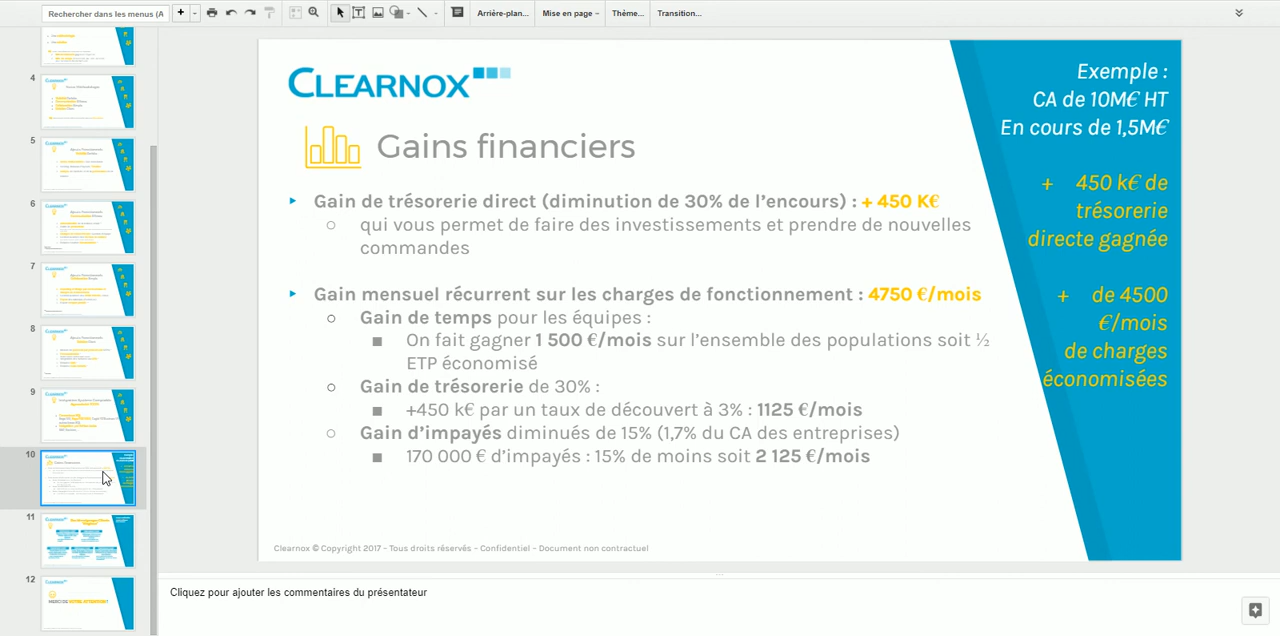 Rechercher dans les menus (A
Arrière-plan...
Mise en page
Thème...
Transition...
4
5
6
7
8
9
10
11
12
CLEARNOX
Gains financiers
Gain de trésorerie direct (diminution de 30% de l'encours) : + 450 K€
qui vous permet de faire des investissements et prendre de nouvelles
commandes
Gain mensuel récurrent sur les charges de fonctionnement : 4750 €/mois
Gain de temps pour les équipes :
On fait gagner 1 500 €/mois sur l'ensemble des populations soit ½
ETP économisé
Gain de trésorerie de 30% :
+450 k€ par un taux de découvert à 3% : 1125 €/mois
Gain d'impayés diminués de 15% (1,7% du CA des entreprises)
170 000 € d'impayés : 15% de moins soit 2 125 €/mois
Exemple :
CA de 10M€ HT
En cours de 1,5M€
+ 450 k€ de
trésorerie
directe gagnée
+ de 4500
€/mois
de charges
économisées
Clearnox © Copyright 2017 – Tous droits réservés – Confidentiel – Document non contractuel
Cliquez pour ajouter les commentaires du présentateur